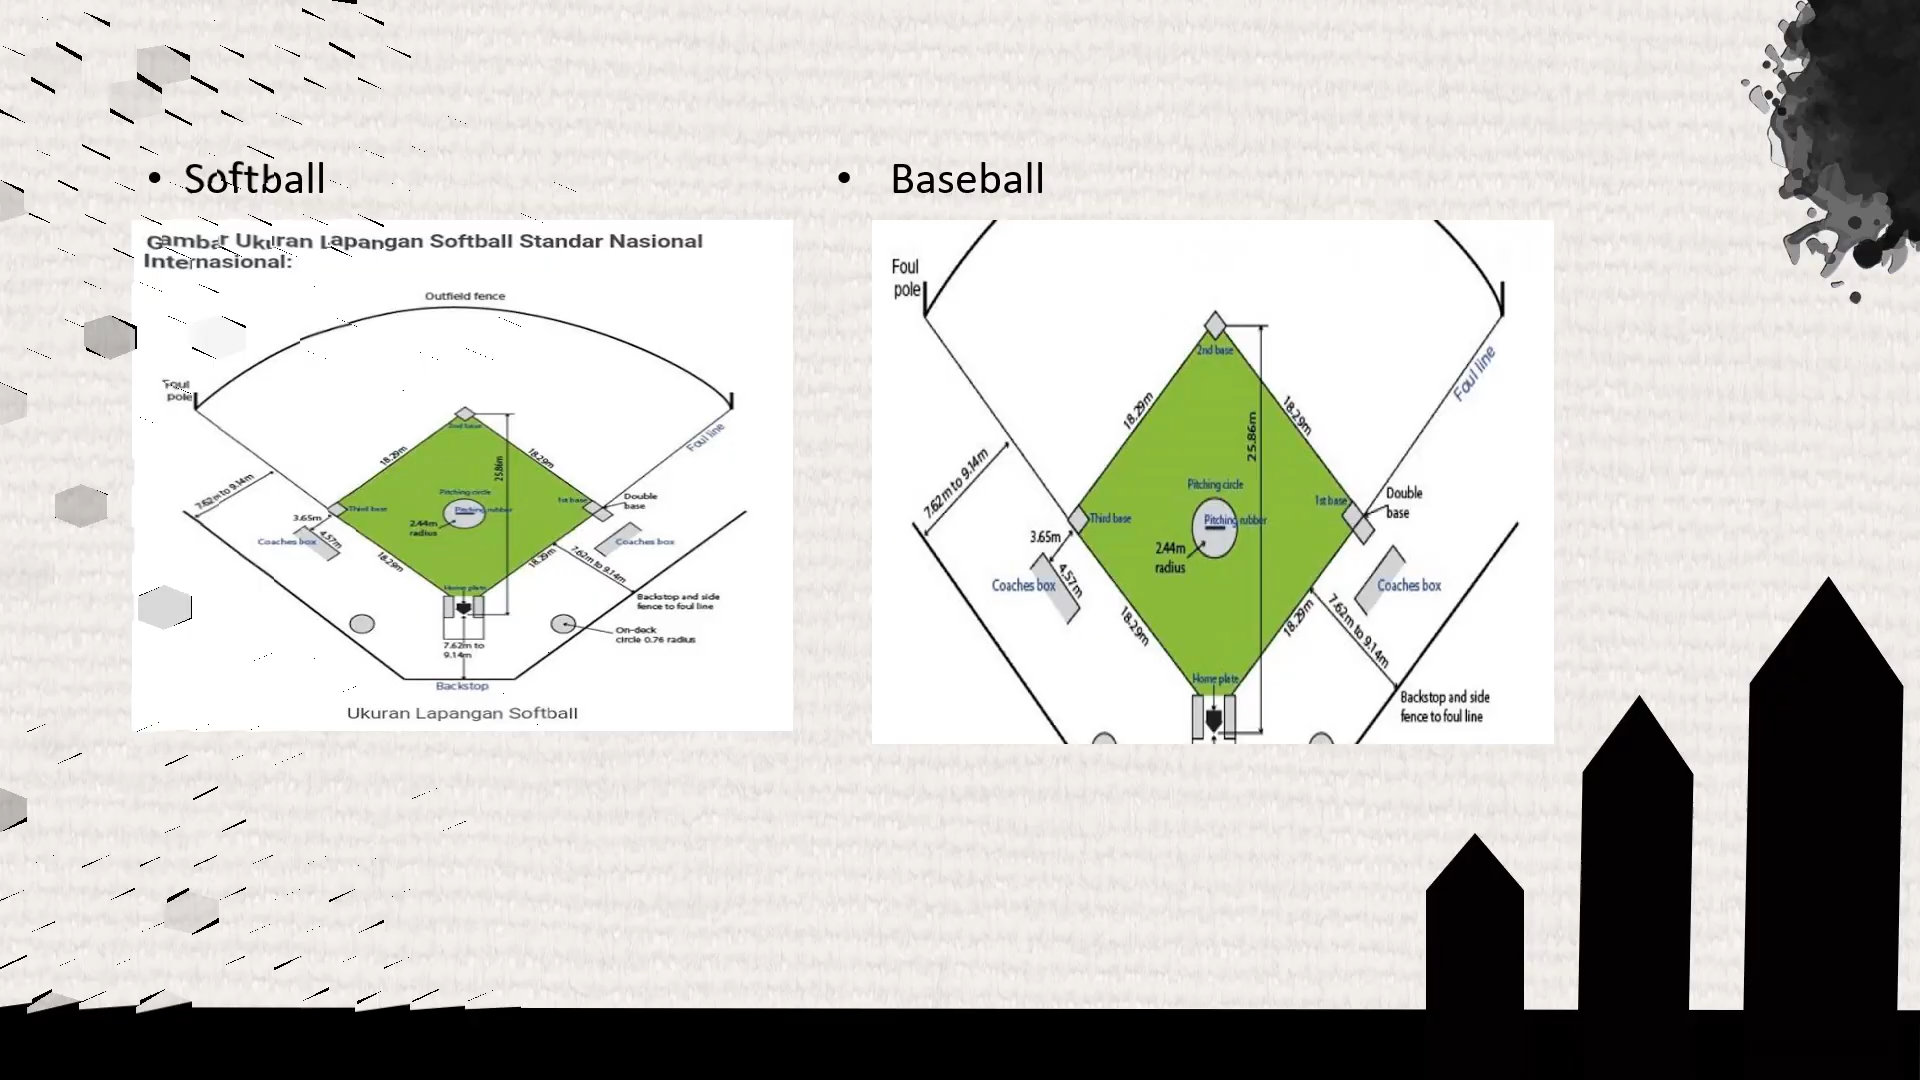 • Softball
Gambar Ukuran Lapangan Softball Standar Nasional
Internasional:
Outfield fence
Foul
pole
2nd base
Foul line
18.29m
18.29m
25.86m
7.62m to 9.14m
Pitching circle
Third base
Pitching rubber
1st base
Double
base
3.65m
2.44m
radius
4.57m
Coaches box
Coaches box
18.29m
18.29m
7.62m to 9.14m
Home plate
Backstop and side
fence to foul line
On-deck
circle 0.76 radius
7.62m to
9.14m
Backstop
Ukuran Lapangan Softball
• Baseball
Foul
pole
2nd base
Foul line
18.29m
18.29m
25.86m
7.62m to 9.14m
Pitching circle
Third base
Pitching rubber
1st base
Double
base
3.65m
2.44m
radius
4.57m
Coaches box
Coaches box
18.29m
18.29m
7.62m to 9.14m
Home plate
Backstop and side
fence to foul line